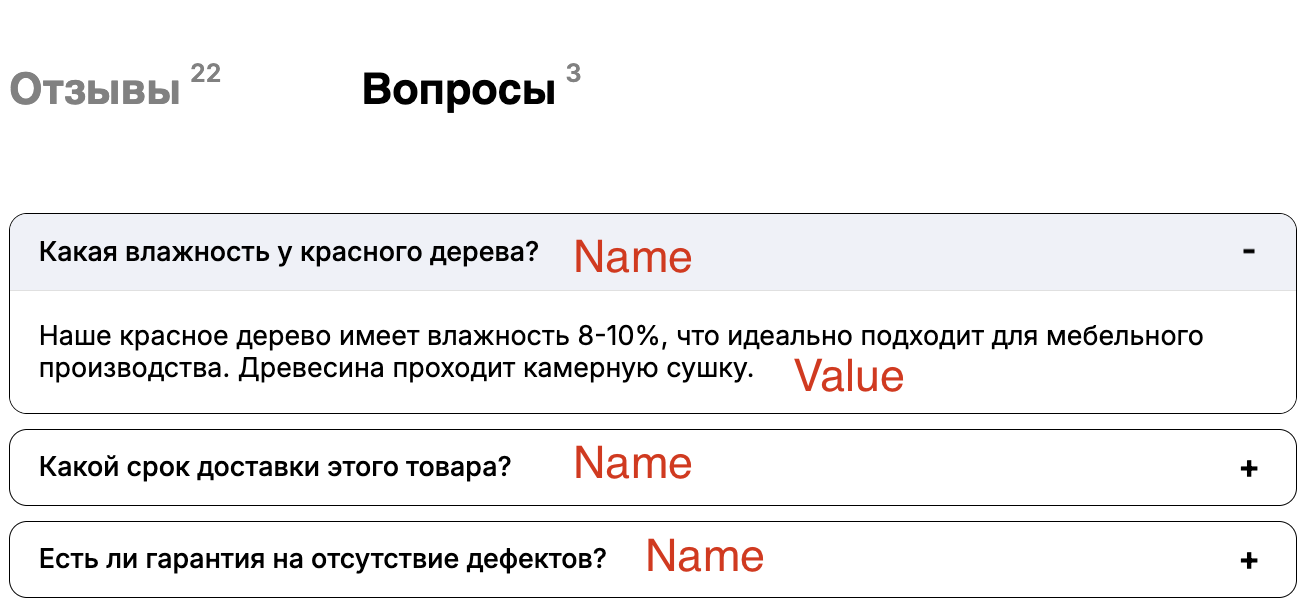 Отзывы 22 Вопросы 3
Какая влажность у красного дерева? Name -
Наше красное дерево имеет влажность 8-10%, что идеально подходит для мебельного
производства. Древесина проходит камерную сушку. Value
Какой срок доставки этого товара? Name +
Есть ли гарантия на отсутствие дефектов? Name +